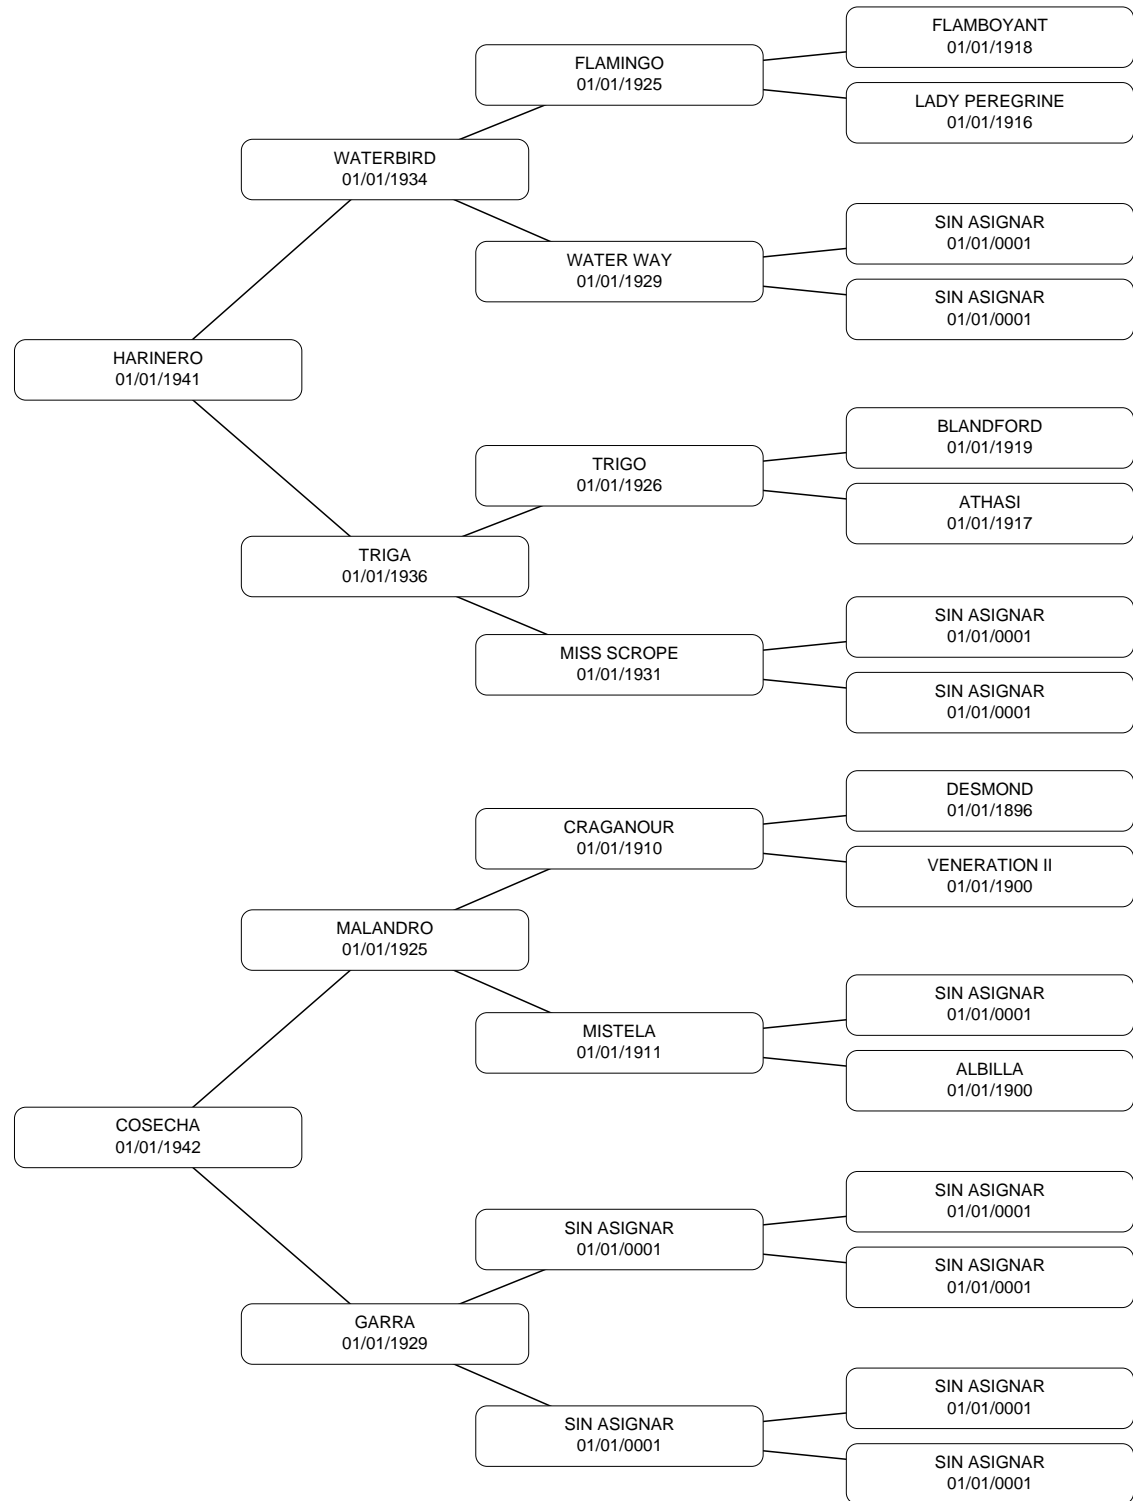 FLAMBOYANT
01/01/1918
FLAMINGO
01/01/1925
LADY PEREGRINE
01/01/1916
WATERBIRD
01/01/1934
SIN ASIGNAR
01/01/0001
WATER WAY
01/01/1929
SIN ASIGNAR
01/01/0001
HARINERO
01/01/1941
BLANDFORD
01/01/1919
TRIGO
01/01/1926
ATHASI
01/01/1917
TRIGA
01/01/1936
SIN ASIGNAR
01/01/0001
MISS SCROPE
01/01/1931
SIN ASIGNAR
01/01/0001
DESMOND
01/01/1896
CRAGANOUR
01/01/1910
VENERATION II
01/01/1900
MALANDRO
01/01/1925
SIN ASIGNAR
01/01/0001
MISTELA
01/01/1911
ALBILLA
01/01/1900
COSECHA
01/01/1942
SIN ASIGNAR
01/01/0001
SIN ASIGNAR
01/01/0001
SIN ASIGNAR
01/01/0001
GARRA
01/01/1929
SIN ASIGNAR
01/01/0001
SIN ASIGNAR
01/01/0001
SIN ASIGNAR
01/01/0001